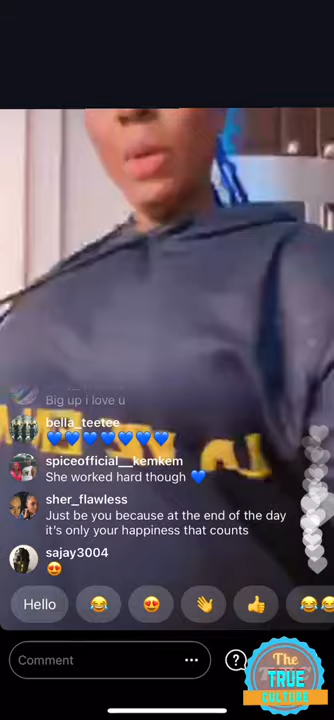 Big up i love u
bella_teetee
💙💙💙💙💙💙💙
spiceofficial__kemkem
She worked hard though 💙
sher_flawless
Just be you because at the end of the day
it's only your happiness that counts
sajay3004
😍
Hello 😂 😍 👋 👍 😂
Comment ... ?
The
TRUE
CULTURE